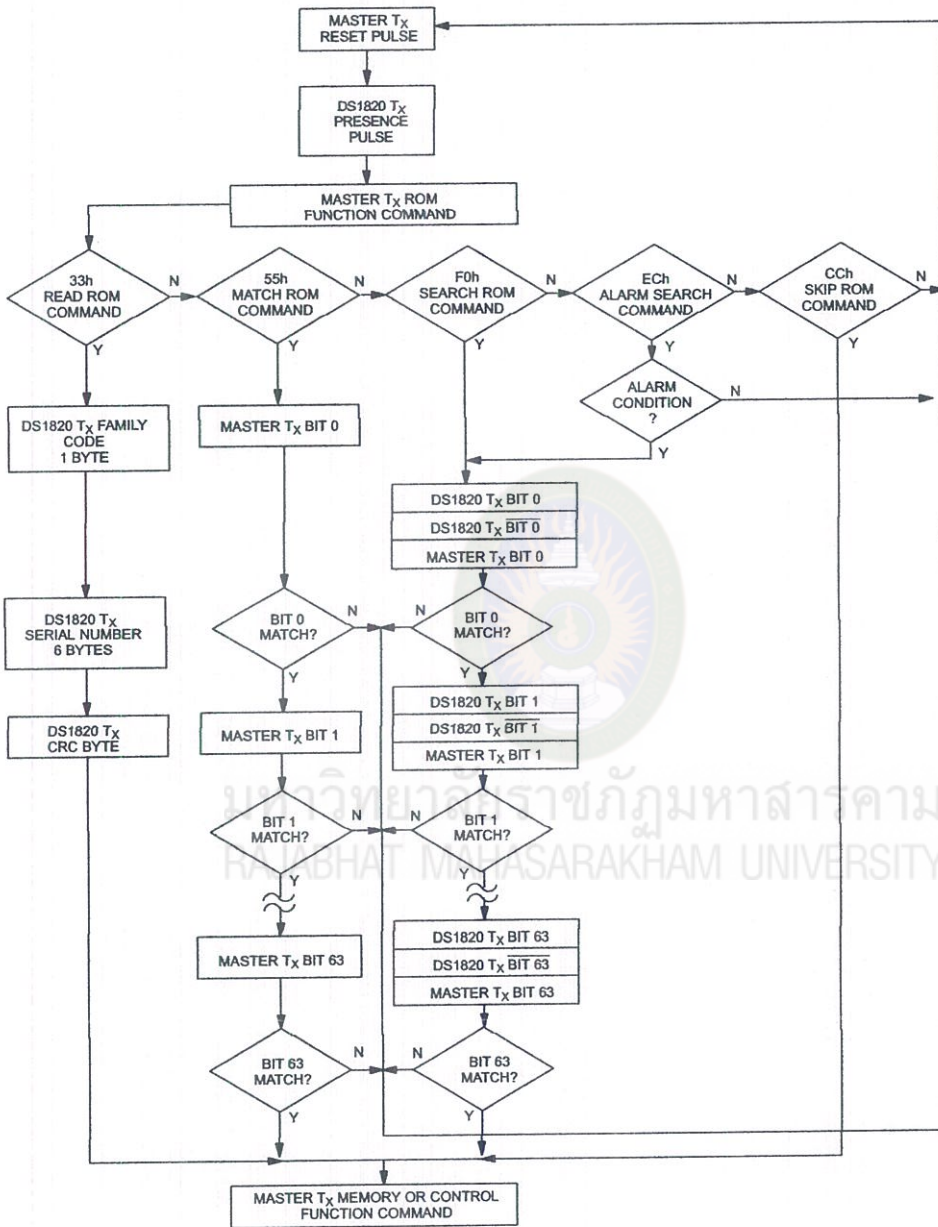 MASTER TX
RESET PULSE
DS1820 TX
PRESENCE
PULSE
MASTER TX ROM
FUNCTION COMMAND
33h
READ ROM
COMMAND
N
Y
55h
MATCH ROM
COMMAND
N
Y
F0h
SEARCH ROM
COMMAND
N
Y
ECh
ALARM SEARCH
COMMAND
N
Y
CCh
SKIP ROM
COMMAND
N
Y
ALARM
CONDITION
?
N
Y
DS1820 TX FAMILY
CODE
1 BYTE
MASTER TX BIT 0
DS1820 TX BIT 0
DS1820 TX BIT 0
MASTER TX BIT 0
DS1820 TX
SERIAL NUMBER
6 BYTES
BIT 0
MATCH?
N
Y
N
BIT 0
MATCH?
Y
DS1820 TX
CRC BYTE
MASTER TX BIT 1
DS1820 TX BIT 1
DS1820 TX BIT 1
MASTER TX BIT 1
มหาวิทยาลัยราชภัฏมหาสารคาม
RAJABHAT MAHASARAKHAM UNIVERSITY
BIT 1
MATCH?
N
Y
N
BIT 1
MATCH?
Y
MASTER TX BIT 63
DS1820 TX BIT 63
DS1820 TX BIT 63
MASTER TX BIT 63
BIT 63
MATCH?
N
Y
N
BIT 63
MATCH?
Y
MASTER TX MEMORY OR CONTROL
FUNCTION COMMAND